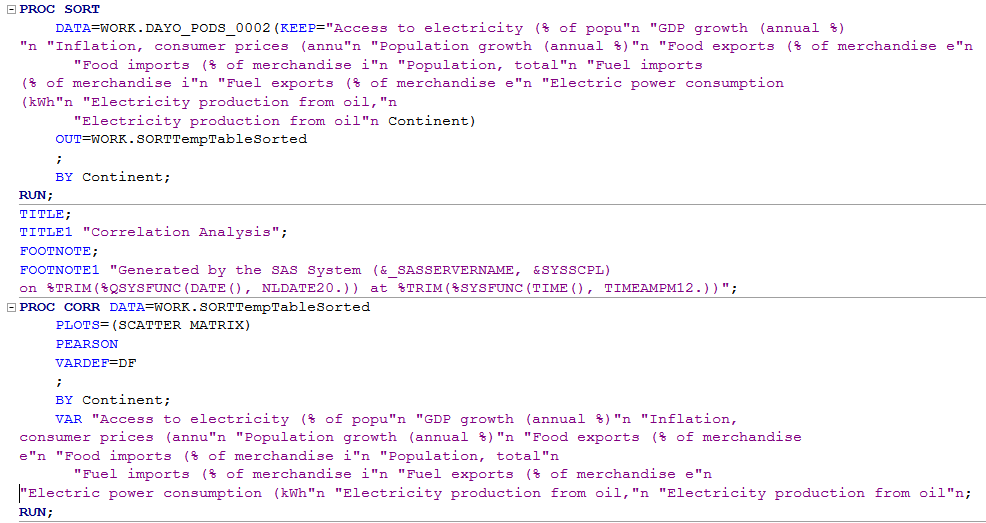 PROC SORT
DATA=WORK.DAYO_PODS_0002(KEEP="Access to electricity (% of popu"n "GDP growth (annual %)
"n "Inflation, consumer prices (annu"n "Population growth (annual %)"n "Food exports (% of merchandise e"n
"Food imports (% of merchandise i"n "Population, total"n "Fuel imports
(% of merchandise i"n "Fuel exports (% of merchandise e"n "Electric power consumption
(kWh"n "Electricity production from oil,"n
"Electricity production from oil"n Continent)
OUT=WORK.SORTTempTableSorted
;
BY Continent;
RUN;
TITLE;
TITLE1 "Correlation Analysis";
FOOTNOTE;
FOOTNOTE1 "Generated by the SAS System (&_SASSERVERNAME, &SYSSCPL)
on %TRIM(%QSYSFUNC(DATE(), NLDATE20.)) at %TRIM(%SYSFUNC(TIME(), TIMEAMPM12.))";
PROC CORR DATA=WORK.SORTTempTableSorted
PLOTS=(SCATTER MATRIX)
PEARSON
VARDEF=DF
;
BY Continent;
VAR "Access to electricity (% of popu"n "GDP growth (annual %)"n "Inflation,
consumer prices (annu"n "Population growth (annual %)"n "Food exports (% of merchandise
e"n "Food imports (% of merchandise i"n "Population, total"n
"Fuel imports (% of merchandise i"n "Fuel exports (% of merchandise e"n
"Electric power consumption (kWh"n "Electricity production from oil,"n "Electricity production from oil"n;
RUN;